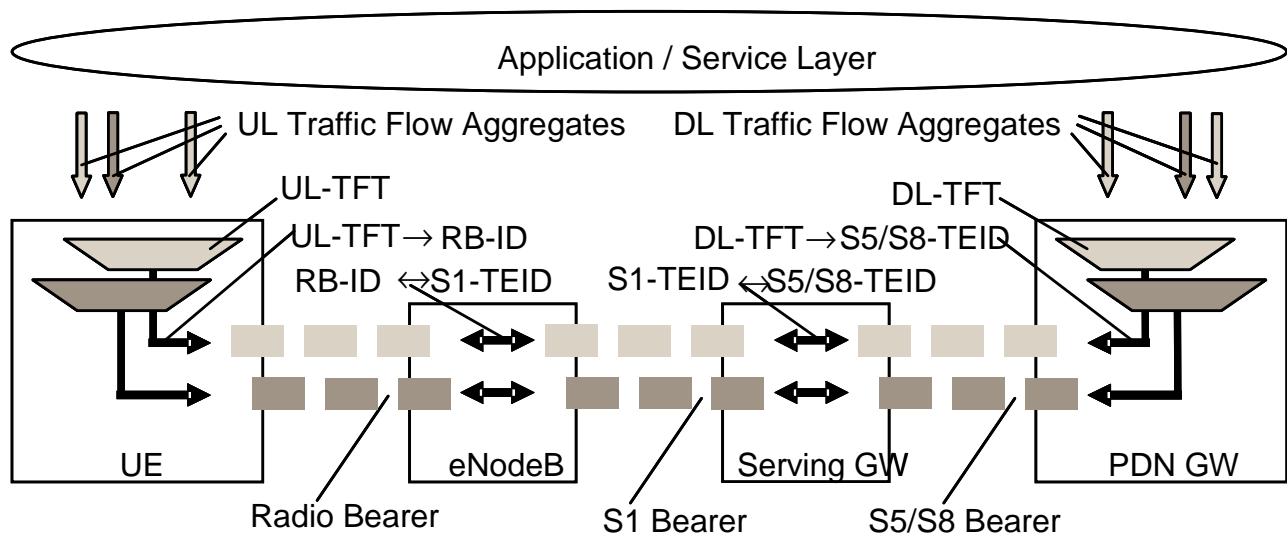 Application / Service Layer
UL Traffic Flow Aggregates
DL Traffic Flow Aggregates
UL-TFT
DL-TFT
UL-TFT → RB-ID
DL-TFT → S5/S8-TEID
RB-ID ↔ S1-TEID
S1-TEID ↔ S5/S8-TEID
UE
eNodeB
Serving GW
PDN GW
Radio Bearer
S1 Bearer
S5/S8 Bearer